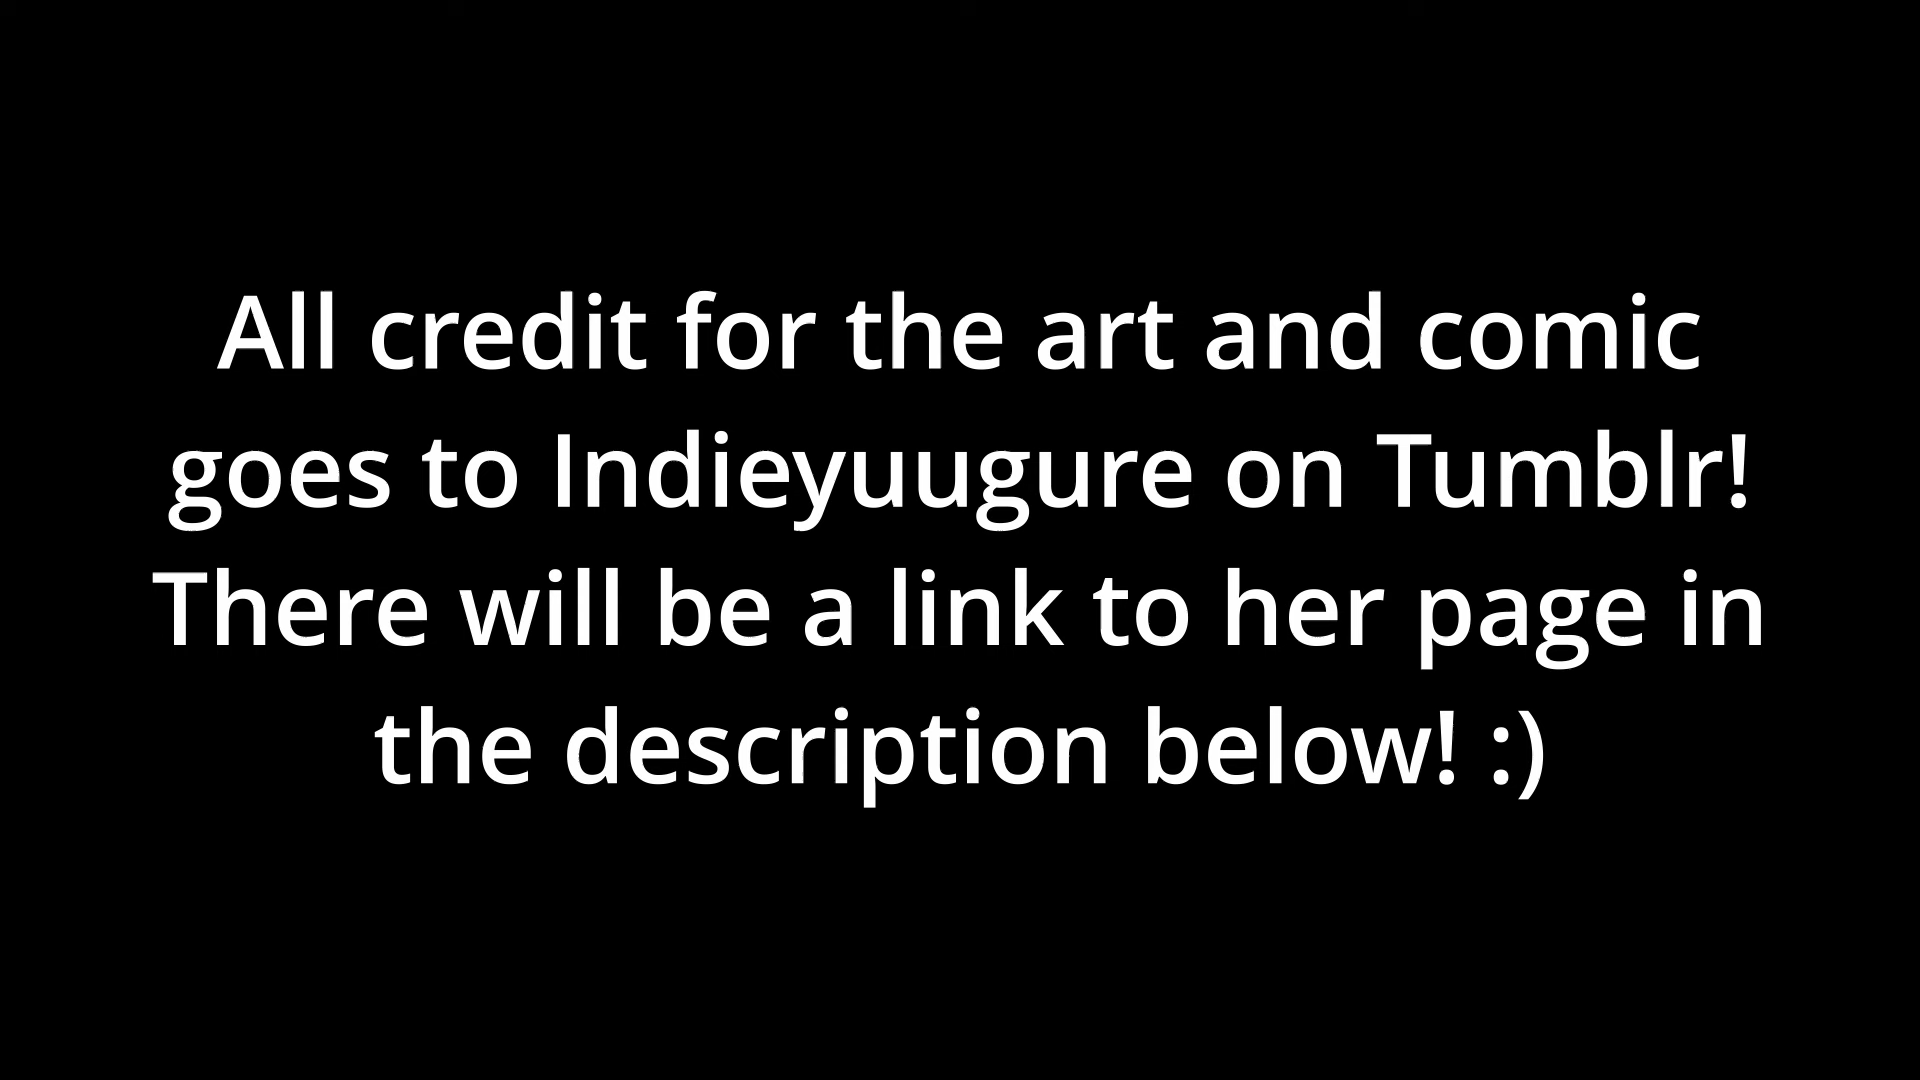 All credit for the art and comic
goes to Indieyuugure on Tumblr!
There will be a link to her page in
the description below! :)